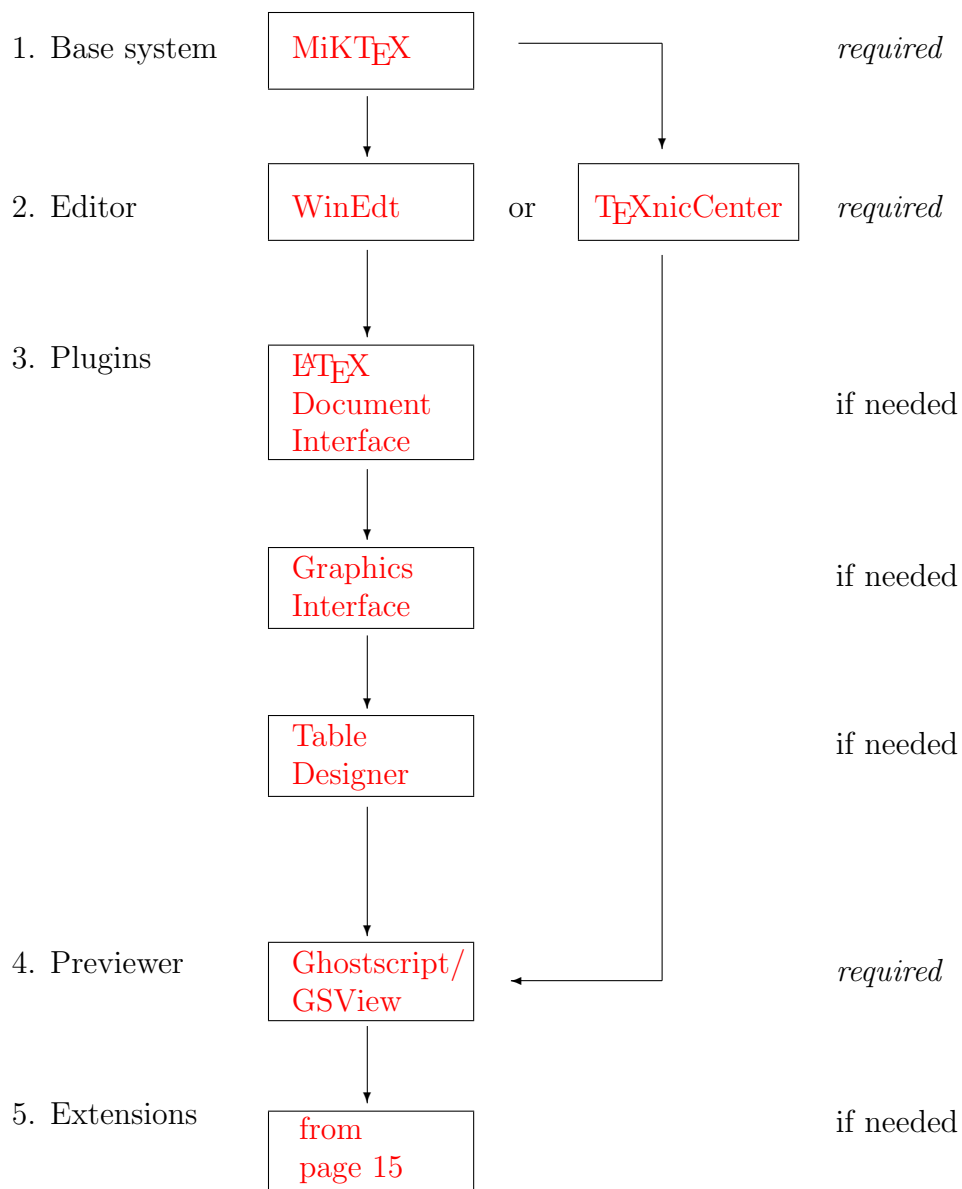 1. Base system MiKTEX required
2. Editor WinEdt or TEXnicCenter required
3. Plugins LATEX
Document if needed
Interface
Graphics if needed
Interface
Table if needed
Designer
4. Previewer Ghostscript/ required
GSView
5. Extensions from if needed
page 15